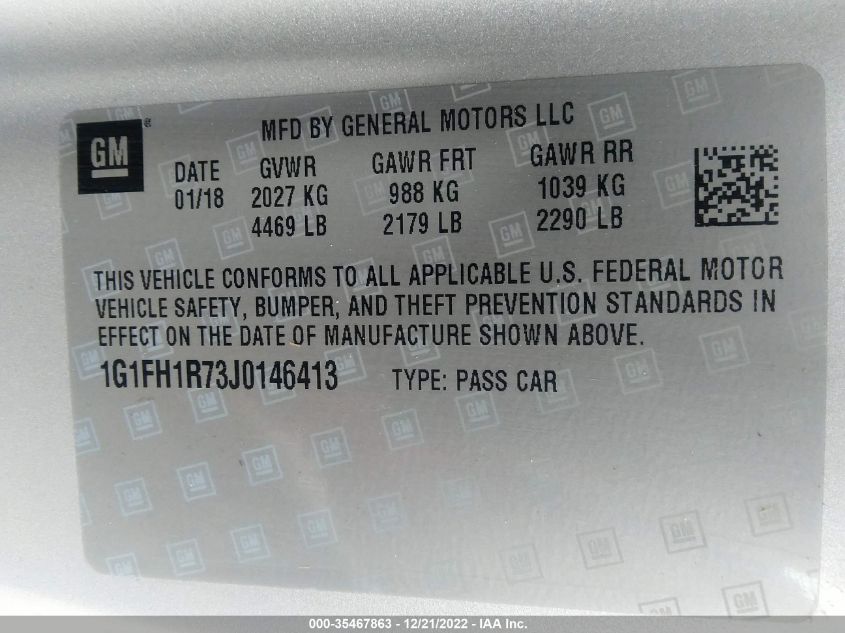 GM
MFD BY GENERAL MOTORS LLC
DATE GVWR GAWR FRT GAWR RR
01/18 2027 KG 988 KG 1039 KG
4469 LB 2179 LB 2290 LB
THIS VEHICLE CONFORMS TO ALL APPLICABLE U.S. FEDERAL MOTOR
VEHICLE SAFETY, BUMPER, AND THEFT PREVENTION STANDARDS IN
EFFECT ON THE DATE OF MANUFACTURE SHOWN ABOVE.
1G1FH1R73J0146413 TYPE: PASS CAR
000-35467863 - 12/21/2022 - IAA Inc.